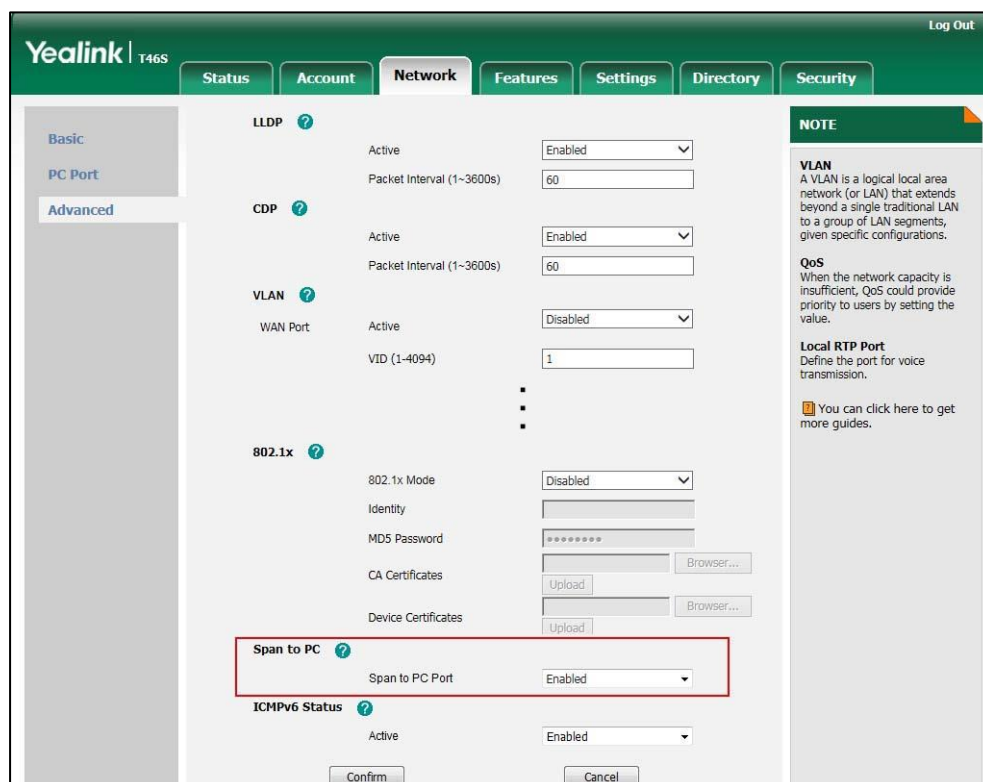 Log Out
Yealink | T46S
Status Account Network Features Settings Directory Security
Basic
PC Port
Advanced
LLDP ?
Active Enabled
Packet Interval (1~3600s) 60
CDP ?
Active Enabled
Packet Interval (1~3600s) 60
VLAN ?
WAN Port Active Disabled
VID (1-4094) 1
802.1x ?
802.1x Mode Disabled
Identity
MD5 Password ••••••••
CA Certificates Browser...
Upload
Device Certificates Browser...
Upload
Span to PC ?
Span to PC Port Enabled
ICMPv6 Status ?
Active Enabled
Confirm Cancel
NOTE
VLAN
A VLAN is a logical local area
network (or LAN) that extends
beyond a single traditional LAN
to a group of LAN segments,
given specific configurations.
QoS
When the network capacity is
insufficient, QoS could provide
priority to users by setting the
value.
Local RTP Port
Define the port for voice
transmission.
? You can click here to get
more guides.